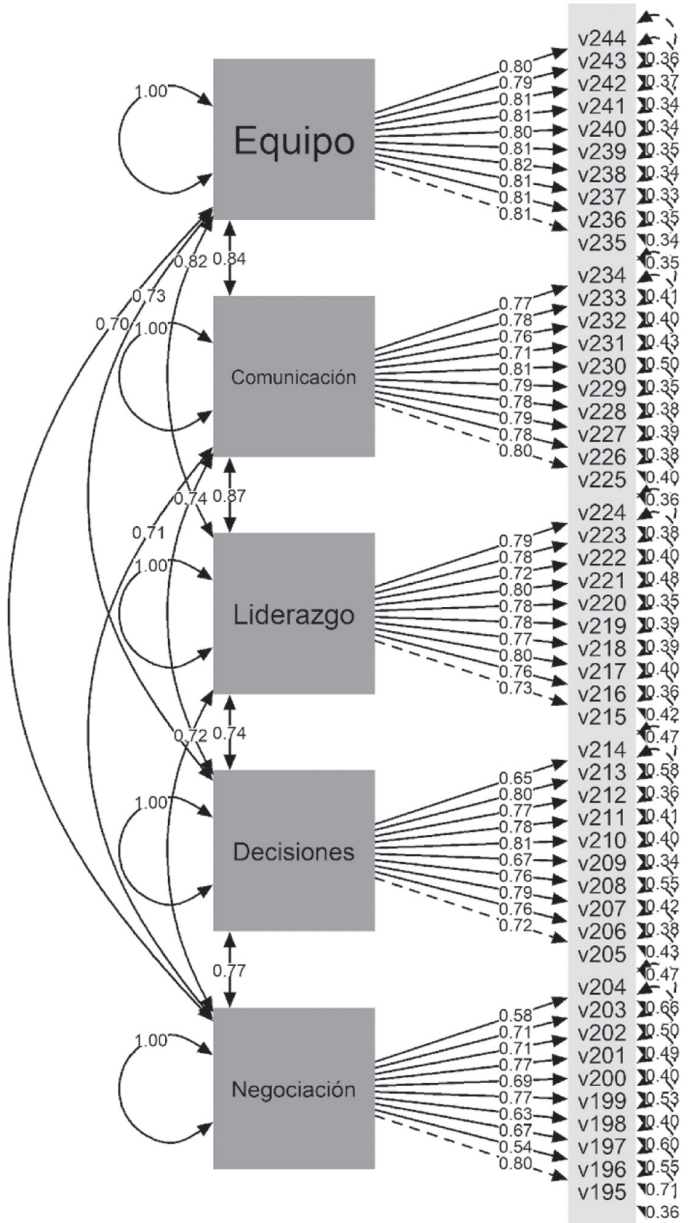 1.00
Equipo
0.82 0.84
0.73
0.70
1.00
Comunicación
0.74 0.87
0.71
1.00
Liderazgo
0.72 0.74
1.00
Decisiones
0.77
1.00
Negociación
0.80
0.79
0.81
0.81
0.80
0.81
0.82
0.81
0.81
0.81
0.77
0.78
0.76
0.71
0.81
0.79
0.78
0.79
0.78
0.80
0.79
0.78
0.72
0.80
0.78
0.78
0.77
0.80
0.76
0.73
0.65
0.80
0.77
0.78
0.81
0.67
0.76
0.79
0.76
0.72
0.58
0.71
0.71
0.77
0.69
0.77
0.63
0.67
0.54
0.80
v244
v243
v242
v241
v240
v239
v238
v237
v236
v235
v234
v233
v232
v231
v230
v229
v228
v227
v226
v225
v224
v223
v222
v221
v220
v219
v218
v217
v216
v215
v214
v213
v212
v211
v210
v209
v208
v207
v206
v205
v204
v203
v202
v201
v200
v199
v198
v197
v196
v195
0.36
0.37
0.34
0.34
0.35
0.34
0.33
0.35
0.34
0.35
0.41
0.40
0.43
0.50
0.35
0.38
0.39
0.38
0.40
0.36
0.38
0.40
0.48
0.35
0.39
0.39
0.40
0.36
0.42
0.47
0.58
0.36
0.41
0.40
0.34
0.55
0.42
0.38
0.43
0.47
0.66
0.50
0.49
0.40
0.53
0.40
0.60
0.55
0.71
0.36